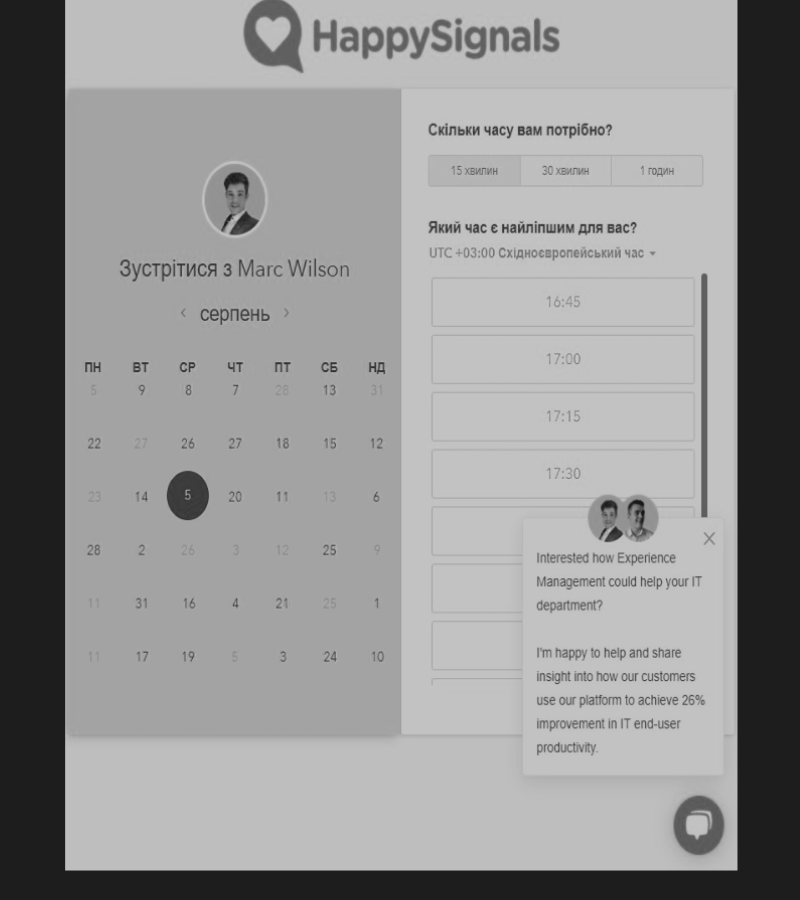 HappySignals
Зустрітися з Marc Wilson
серпень
ПН ВТ СР ЧТ ПТ СБ НД
5 9 8 7 28 13 31
22 27 26 27 18 15 12
23 14 5 20 11 13 6
28 2 26 3 12 25 9
11 31 16 4 21 25 1
11 17 19 5 3 24 10
Скільки часу вам потрібно?
15 хвилин 30 хвилин 1 годин
Який час є найліпшим для вас?
UTC +03:00 Східноєвропейський час
16:45
17:00
17:15
17:30
Interested how Experience
Management could help your IT
department?
I'm happy to help and share
insight into how our customers
use our platform to achieve 26%
improvement in IT end-user
productivity.